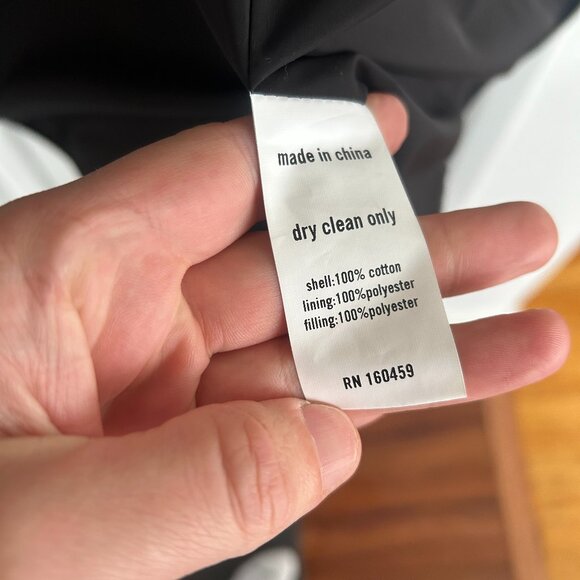 made in china
dry clean only
shell:100% cotton
lining:100%polyester
filling:100%polyester
RN 160459